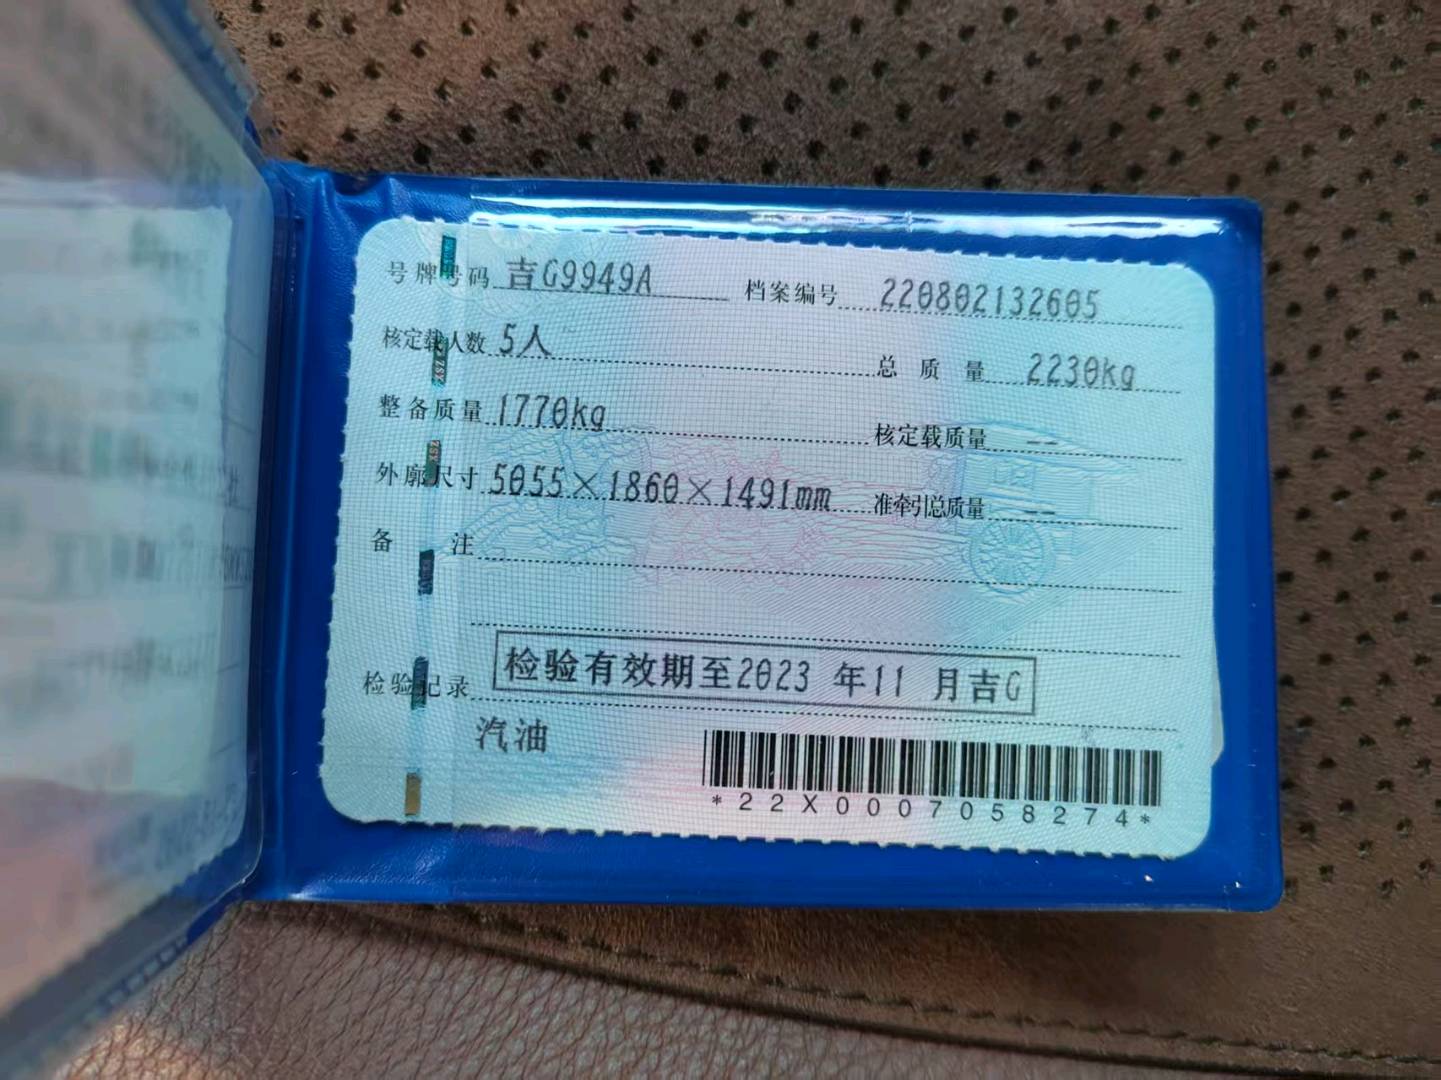 号牌号码 吉G9949A 档案编号 220802132605
核定载人数 5人 总质量 2230kg
整备质量 1770kg 核定载质量 --
外廓尺寸 5055×1860×1491mm 准牵引总质量 --
备注
检验记录 检验有效期至2023 年11 月吉G
汽油
*22X0007058274*